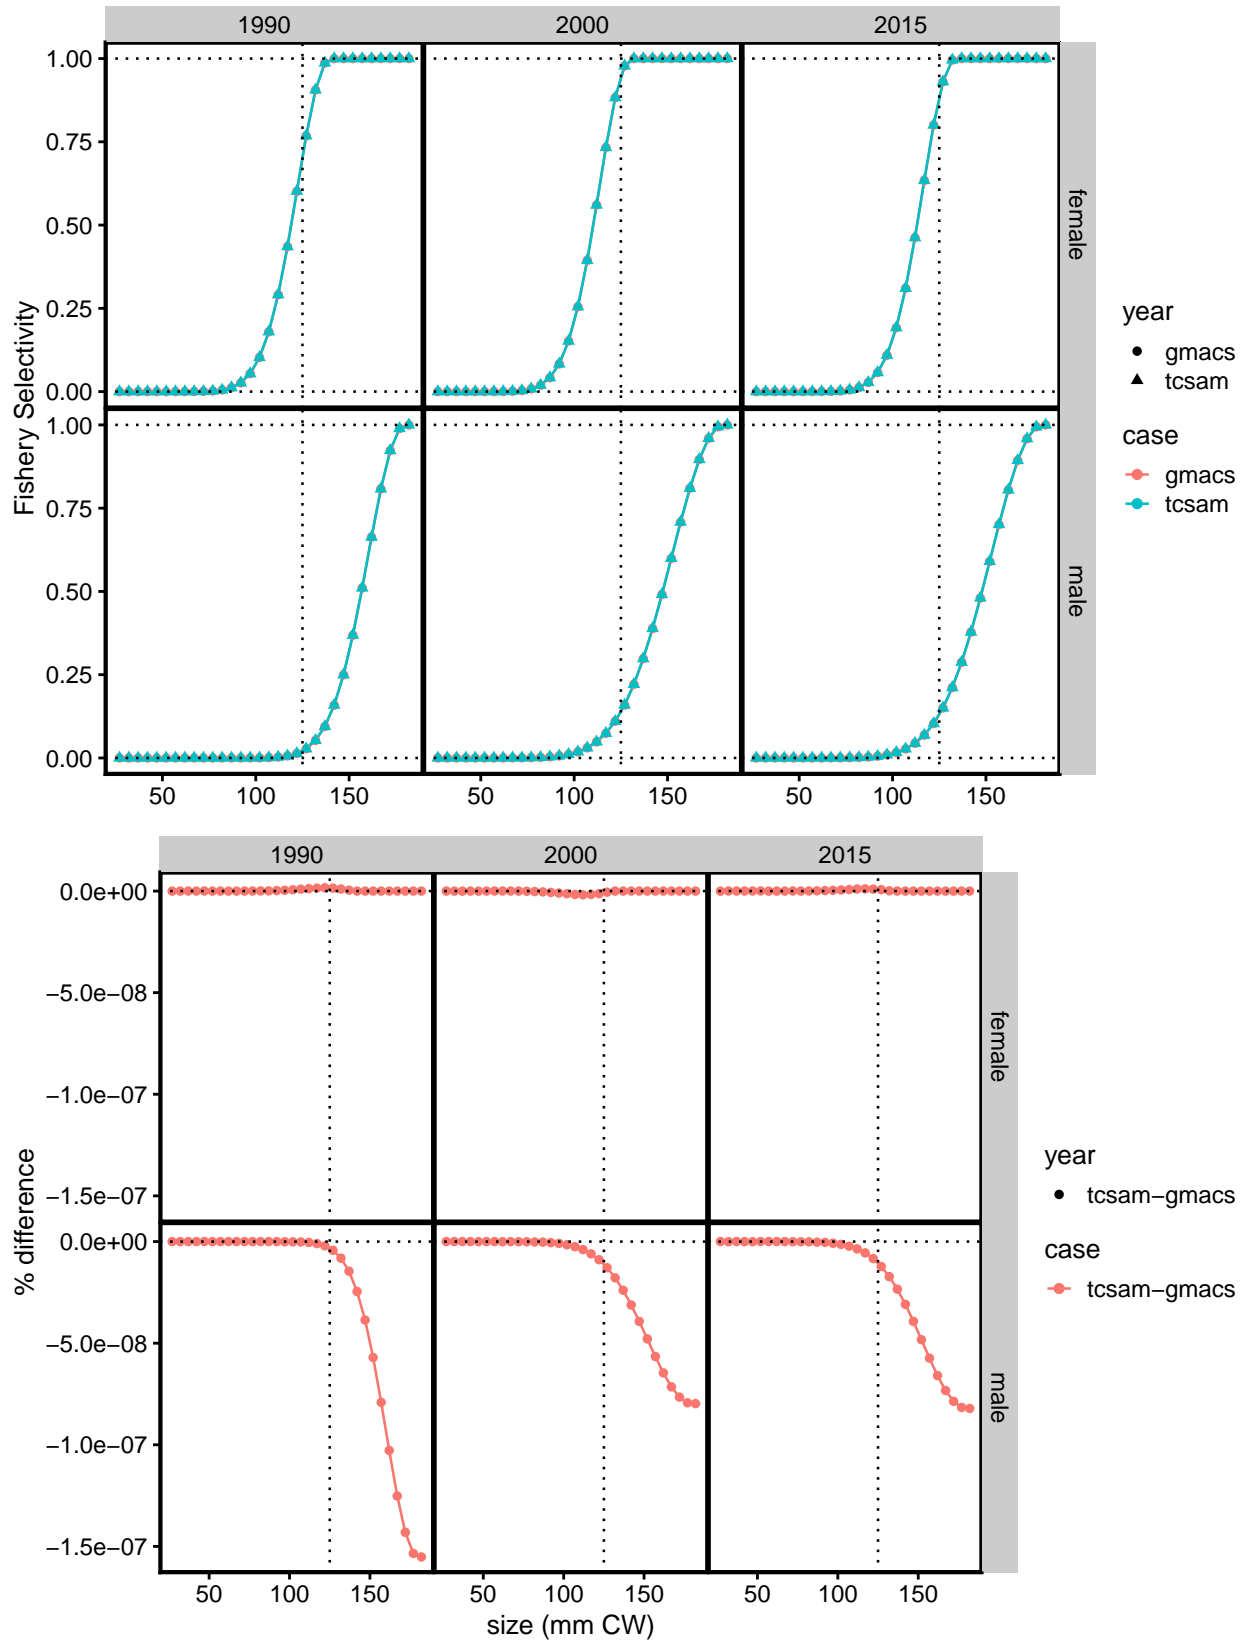 1990 2000 2015
1.00
0.75
0.50
0.25
0.00
female
1.00
0.75
0.50
0.25
0.00
male
Fishery Selectivity
50 100 150 50 100 150 50 100 150
year
gmacs
tcsam
case
gmacs
tcsam
1990 2000 2015
0.0e+00
−5.0e−08
−1.0e−07
−1.5e−07
female
0.0e+00
−5.0e−08
−1.0e−07
−1.5e−07
male
% difference
50 100 150 50 100 150 50 100 150
size (mm CW)
year
tcsam−gmacs
case
tcsam−gmacs